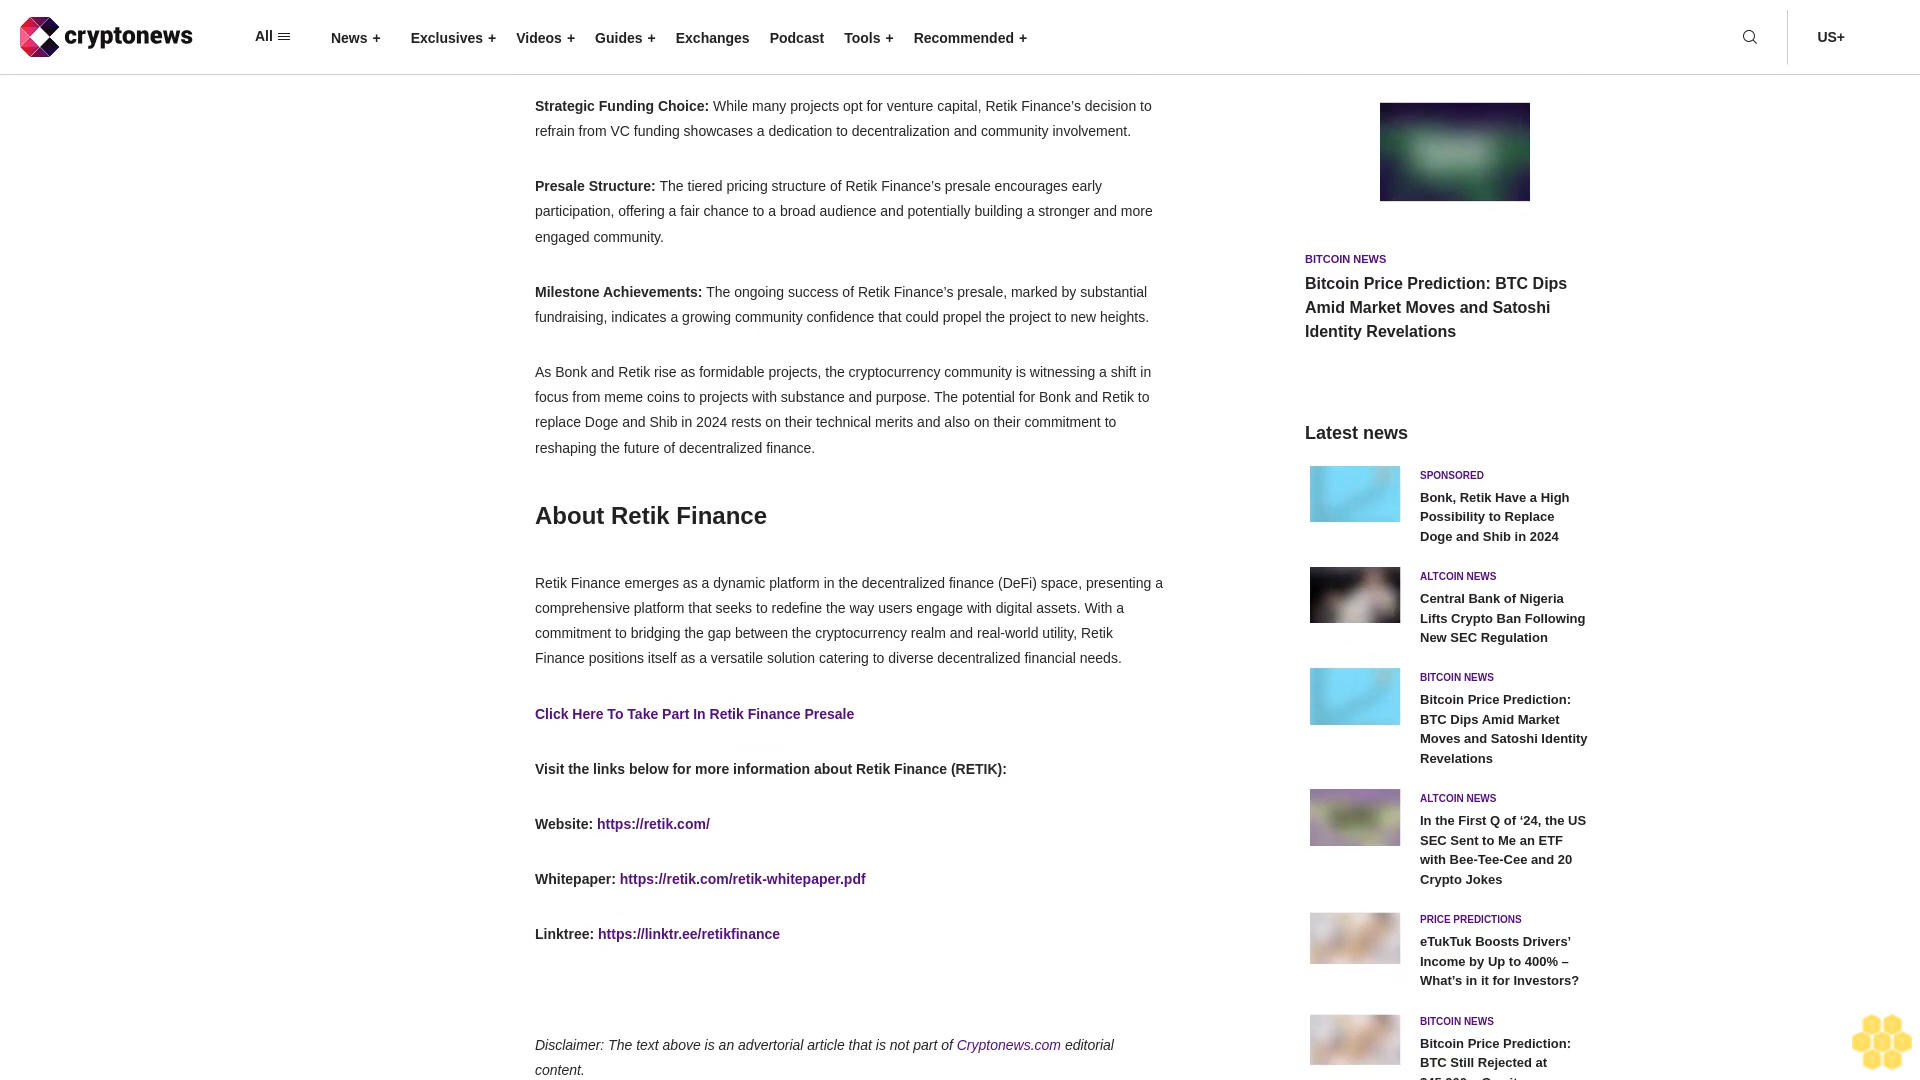 cryptonews
All
News +
Exclusives +
Videos +
Guides +
Exchanges
Podcast
Tools +
Recommended +
US+
Strategic Funding Choice: While many projects opt for venture capital, Retik Finance’s decision to
refrain from VC funding showcases a dedication to decentralization and community involvement.
Presale Structure: The tiered pricing structure of Retik Finance’s presale encourages early
participation, offering a fair chance to a broad audience and potentially building a stronger and more
engaged community.
Milestone Achievements: The ongoing success of Retik Finance’s presale, marked by substantial
fundraising, indicates a growing community confidence that could propel the project to new heights.
As Bonk and Retik rise as formidable projects, the cryptocurrency community is witnessing a shift in
focus from meme coins to projects with substance and purpose. The potential for Bonk and Retik to
replace Doge and Shib in 2024 rests on their technical merits and also on their commitment to
reshaping the future of decentralized finance.
About Retik Finance
Retik Finance emerges as a dynamic platform in the decentralized finance (DeFi) space, presenting a
comprehensive platform that seeks to redefine the way users engage with digital assets. With a
commitment to bridging the gap between the cryptocurrency realm and real-world utility, Retik
Finance positions itself as a versatile solution catering to diverse decentralized financial needs.
Click Here To Take Part In Retik Finance Presale
Visit the links below for more information about Retik Finance (RETIK):
Website: https://retik.com/
Whitepaper: https://retik.com/retik-whitepaper.pdf
Linktree: https://linktr.ee/retikfinance
Disclaimer: The text above is an advertorial article that is not part of Cryptonews.com editorial
content.
BITCOIN NEWS
Bitcoin Price Prediction: BTC Dips
Amid Market Moves and Satoshi
Identity Revelations
Latest news
SPONSORED
Bonk, Retik Have a High
Possibility to Replace
Doge and Shib in 2024
ALTCOIN NEWS
Central Bank of Nigeria
Lifts Crypto Ban Following
New SEC Regulation
BITCOIN NEWS
Bitcoin Price Prediction:
BTC Dips Amid Market
Moves and Satoshi Identity
Revelations
ALTCOIN NEWS
In the First Q of ‘24, the US
SEC Sent to Me an ETF
with Bee-Tee-Cee and 20
Crypto Jokes
PRICE PREDICTIONS
eTukTuk Boosts Drivers’
Income by Up to 400% –
What’s in it for Investors?
BITCOIN NEWS
Bitcoin Price Prediction:
BTC Still Rejected at